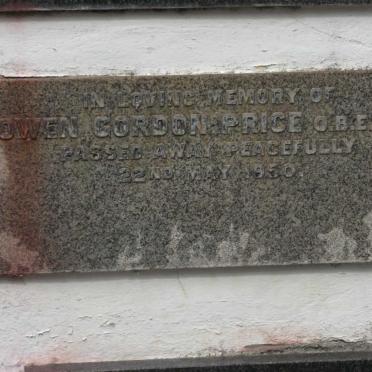 IN LOVING MEMORY OF
OWEN GORDON PRICE O.B.E.
PASSED AWAY PEACEFULLY
22ND MAY 1950.